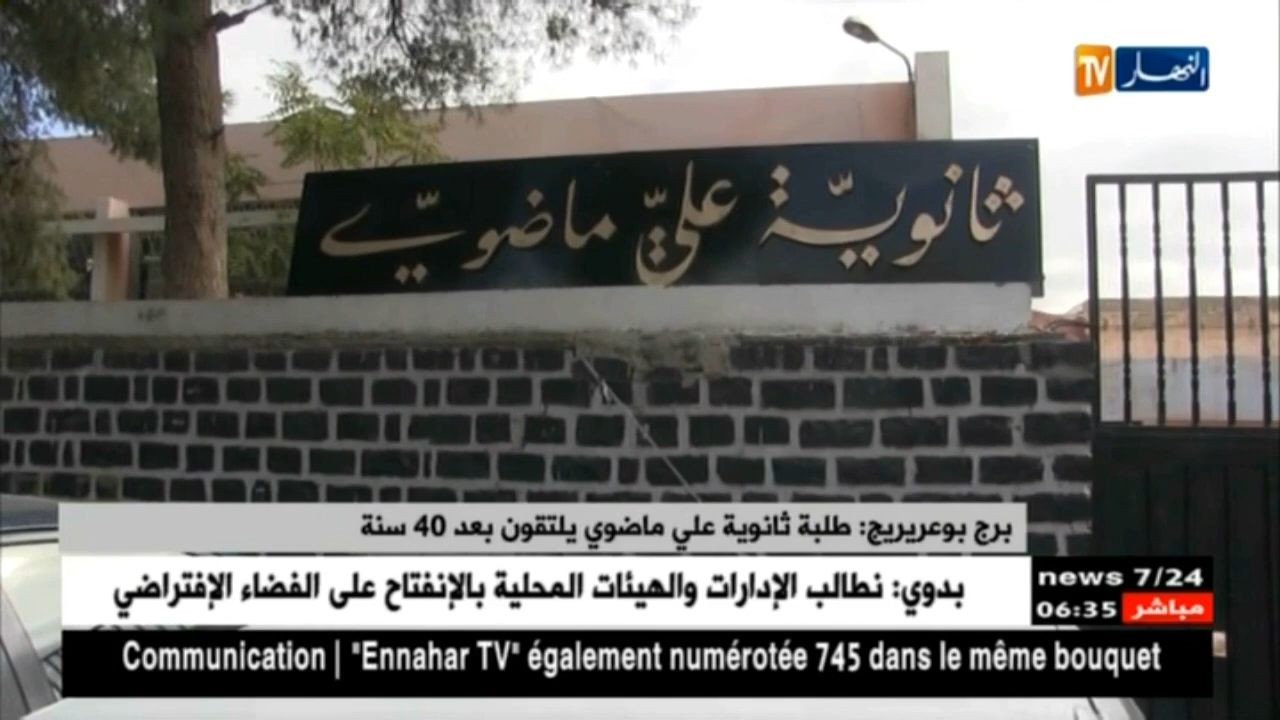 TV النهار
ثانويّة عليّ ماضويّ
برج بوعريريج: طلبة ثانوية علي ماضوي يلتقون بعد 40 سنة
بدوي: نطالب الإدارات والهيئات المحلية بالإنفتاح على الفضاء الإفتراضي
news 7/24
06:35 مباشر
Communication | "Ennahar TV" également numérotée 745 dans le même bouquet